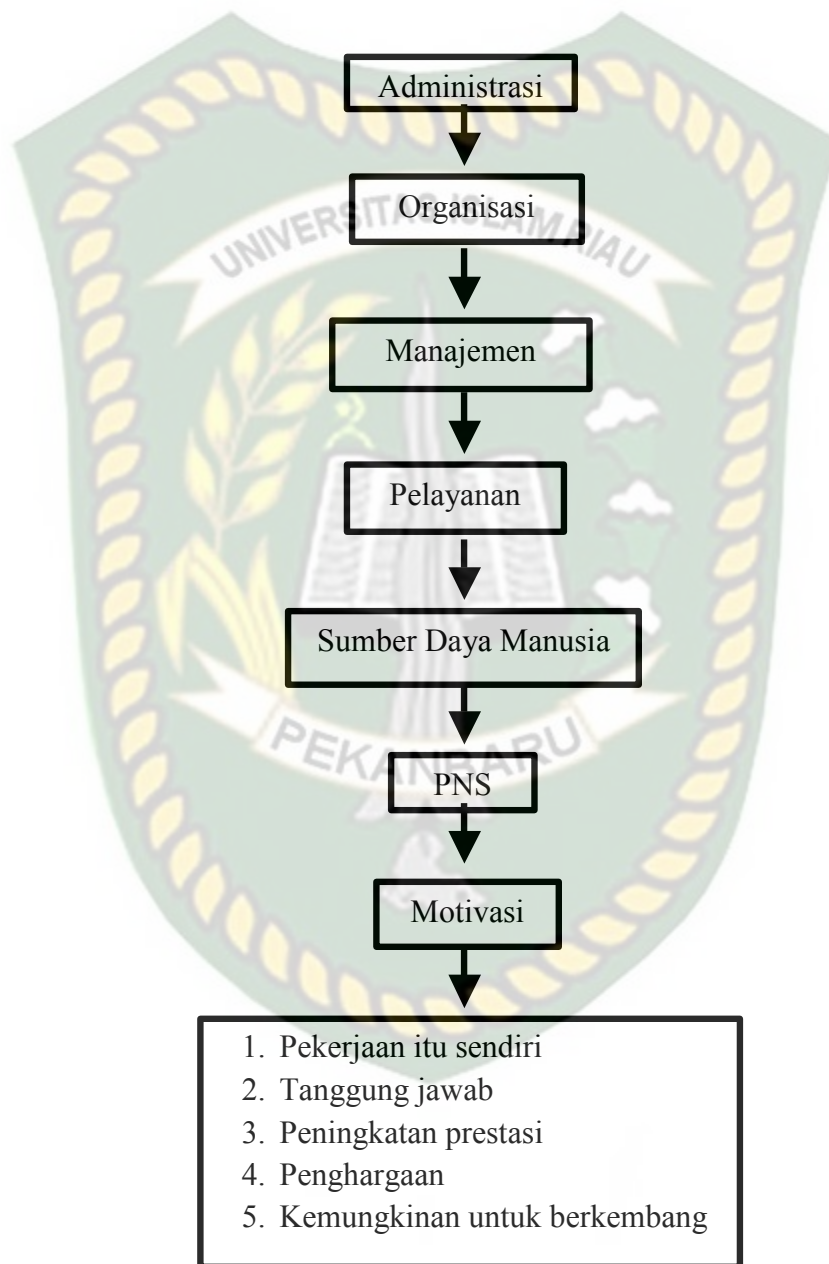 Administrasi
UNIVERSITAS ISLAM RIAU
Organisasi
Manajemen
Pelayanan
Sumber Daya Manusia
PEKANBARU
PNS
Motivasi
1. Pekerjaan itu sendiri
2. Tanggung jawab
3. Peningkatan prestasi
4. Penghargaan
5. Kemungkinan untuk berkembang